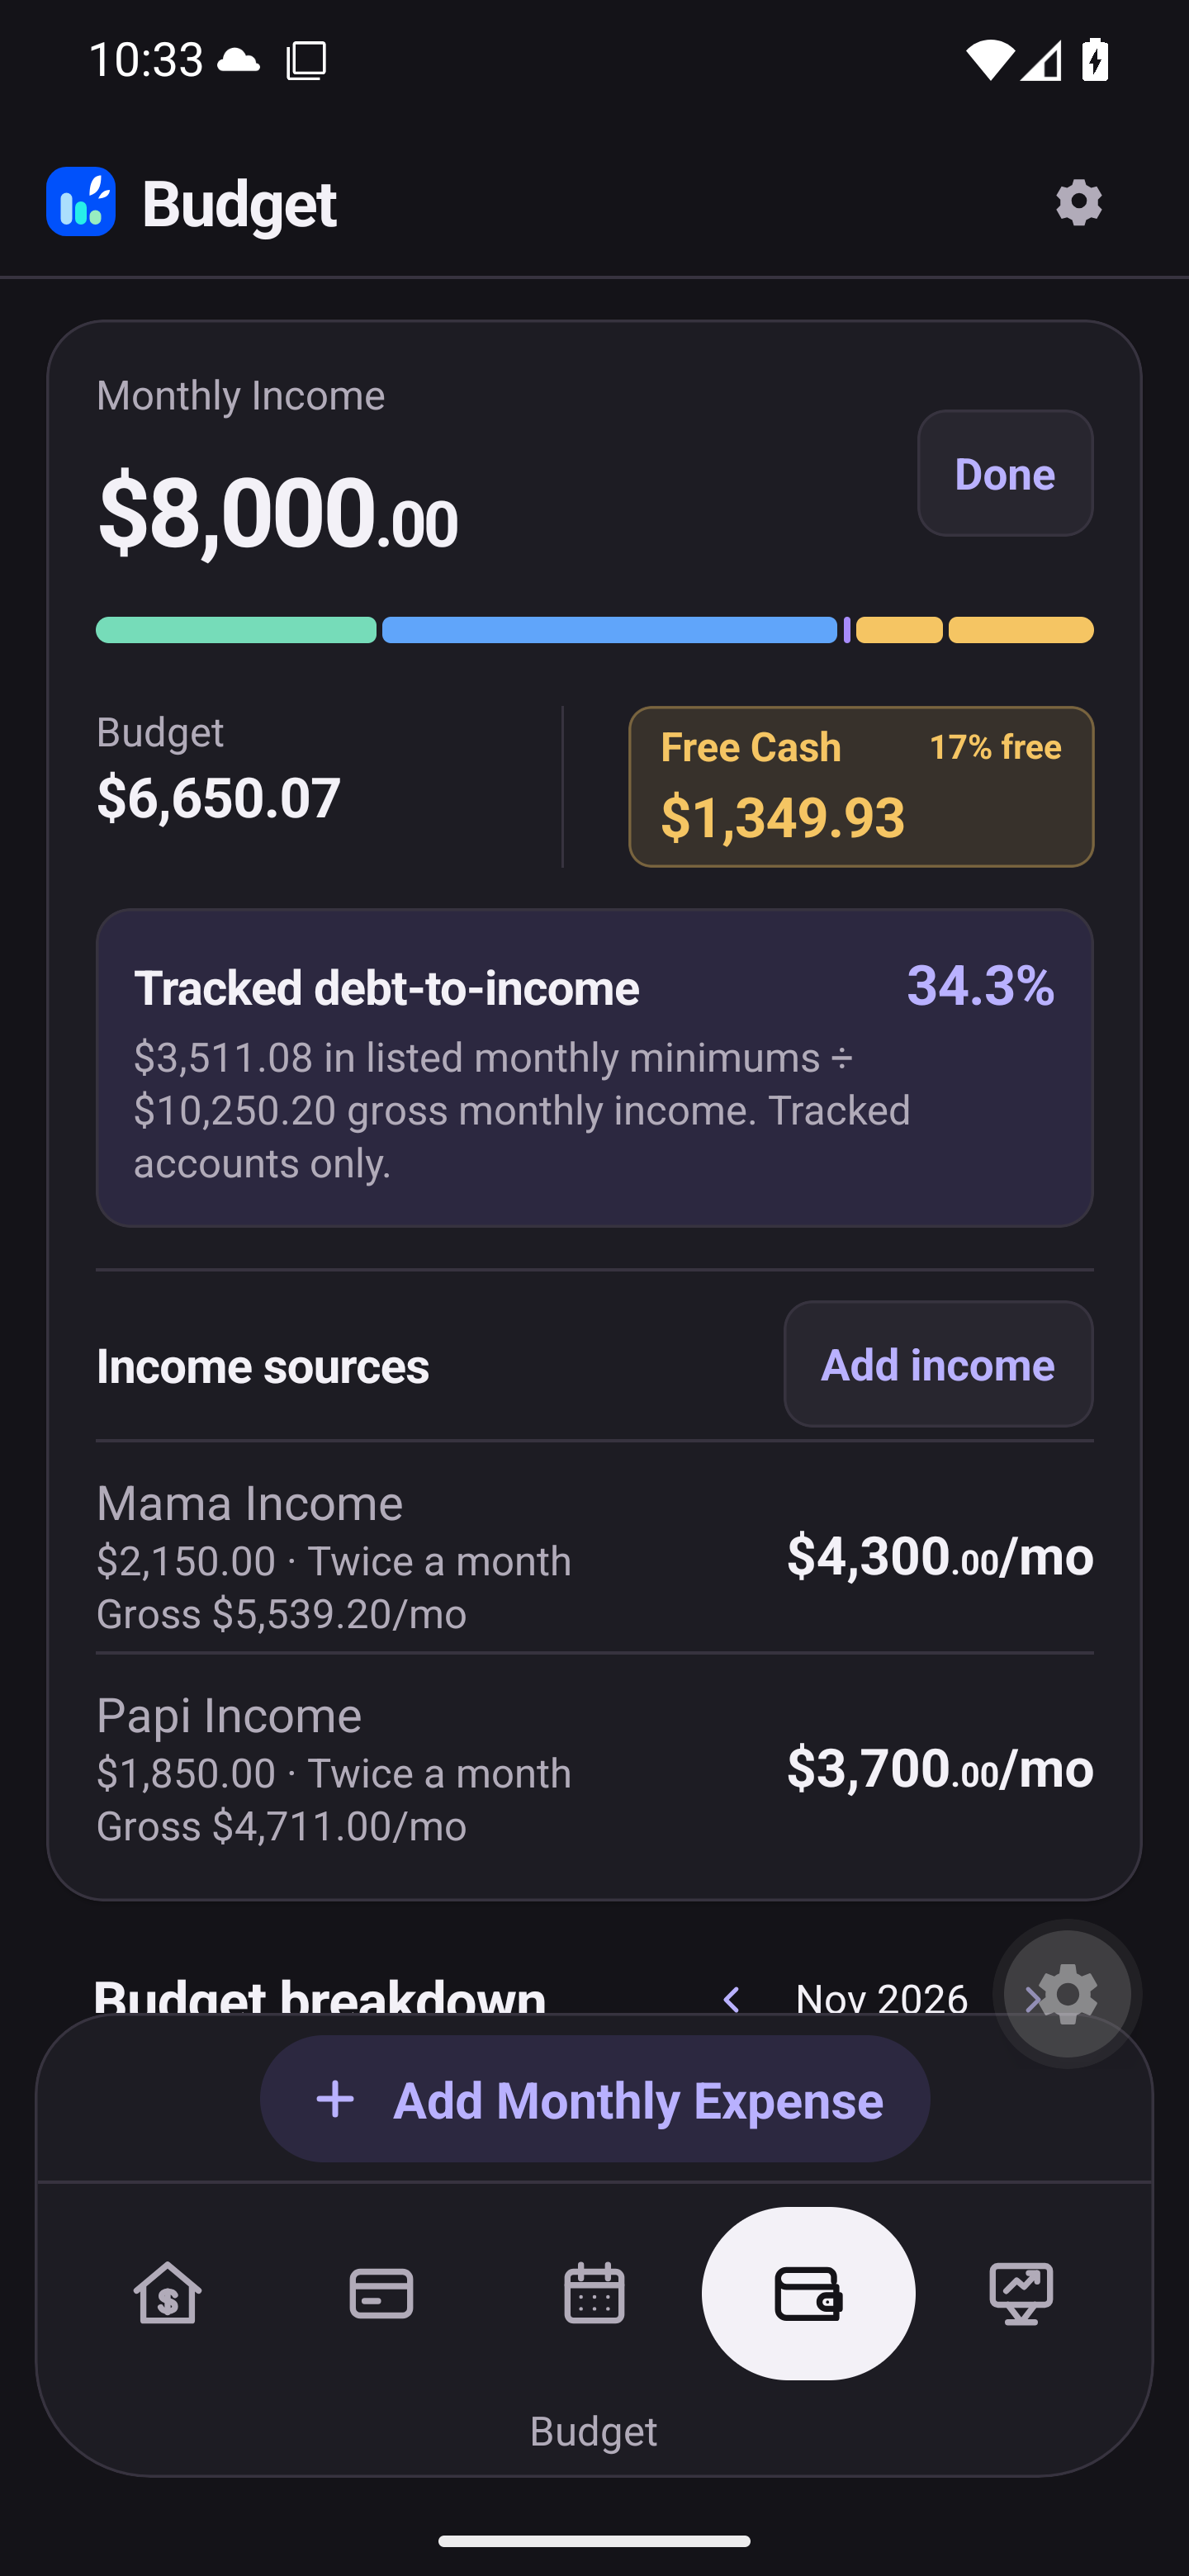 10:33
Budget
Monthly Income
$8,000.00
Done
Budget
$6,650.07
Free Cash
17% free
$1,349.93
Tracked debt-to-income
34.3%
$3,511.08 in listed monthly minimums ÷
$10,250.20 gross monthly income. Tracked
accounts only.
Income sources
Add income
Mama Income
$2,150.00 · Twice a month
Gross $5,539.20/mo
$4,300.00/mo
Papi Income
$1,850.00 · Twice a month
Gross $4,711.00/mo
$3,700.00/mo
Budget breakdown
Nov 2026
+ Add Monthly Expense
Budget